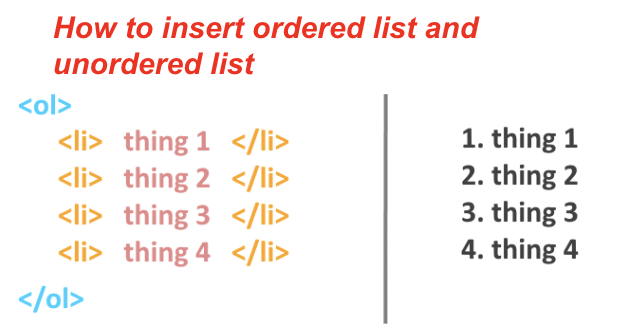 How to insert ordered list and
unordered list
<ol>
<li> thing 1 </li>
<li> thing 2 </li>
<li> thing 3 </li>
<li> thing 4 </li>
</ol>
1. thing 1
2. thing 2
3. thing 3
4. thing 4